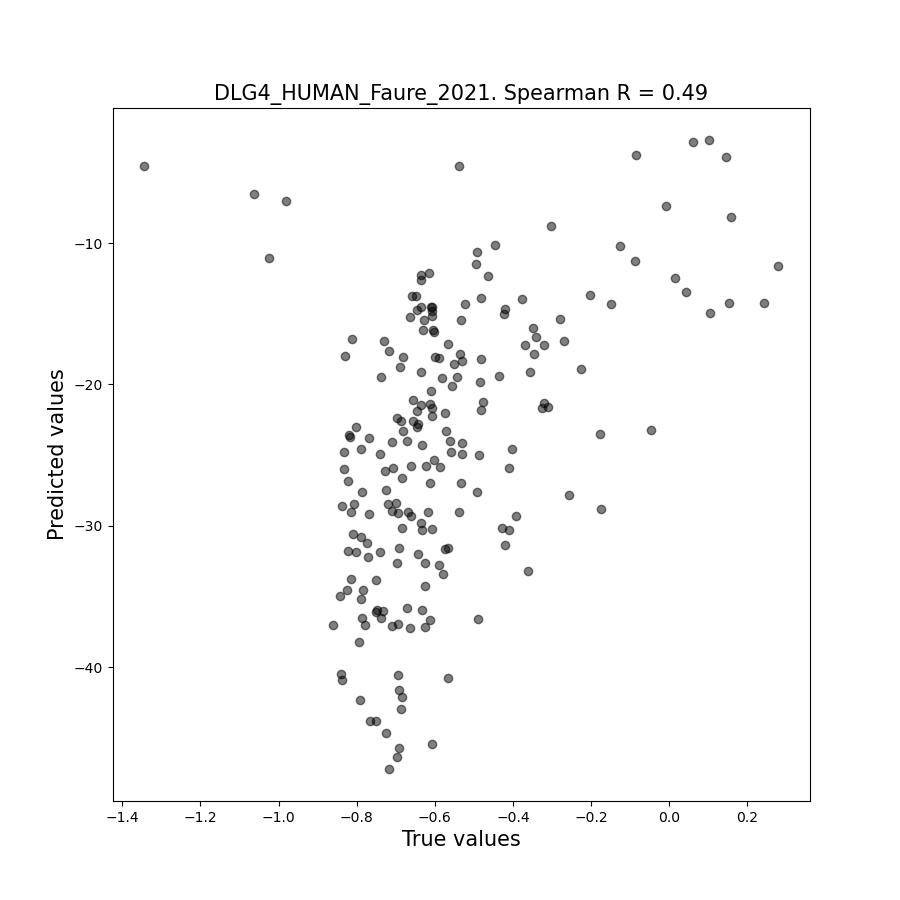 DLG4_HUMAN_Faure_2021. Spearman R = 0.49
Predicted values
−10
−20
−30
−40
−1.4 −1.2 −1.0 −0.8 −0.6 −0.4 −0.2 0.0 0.2
True values